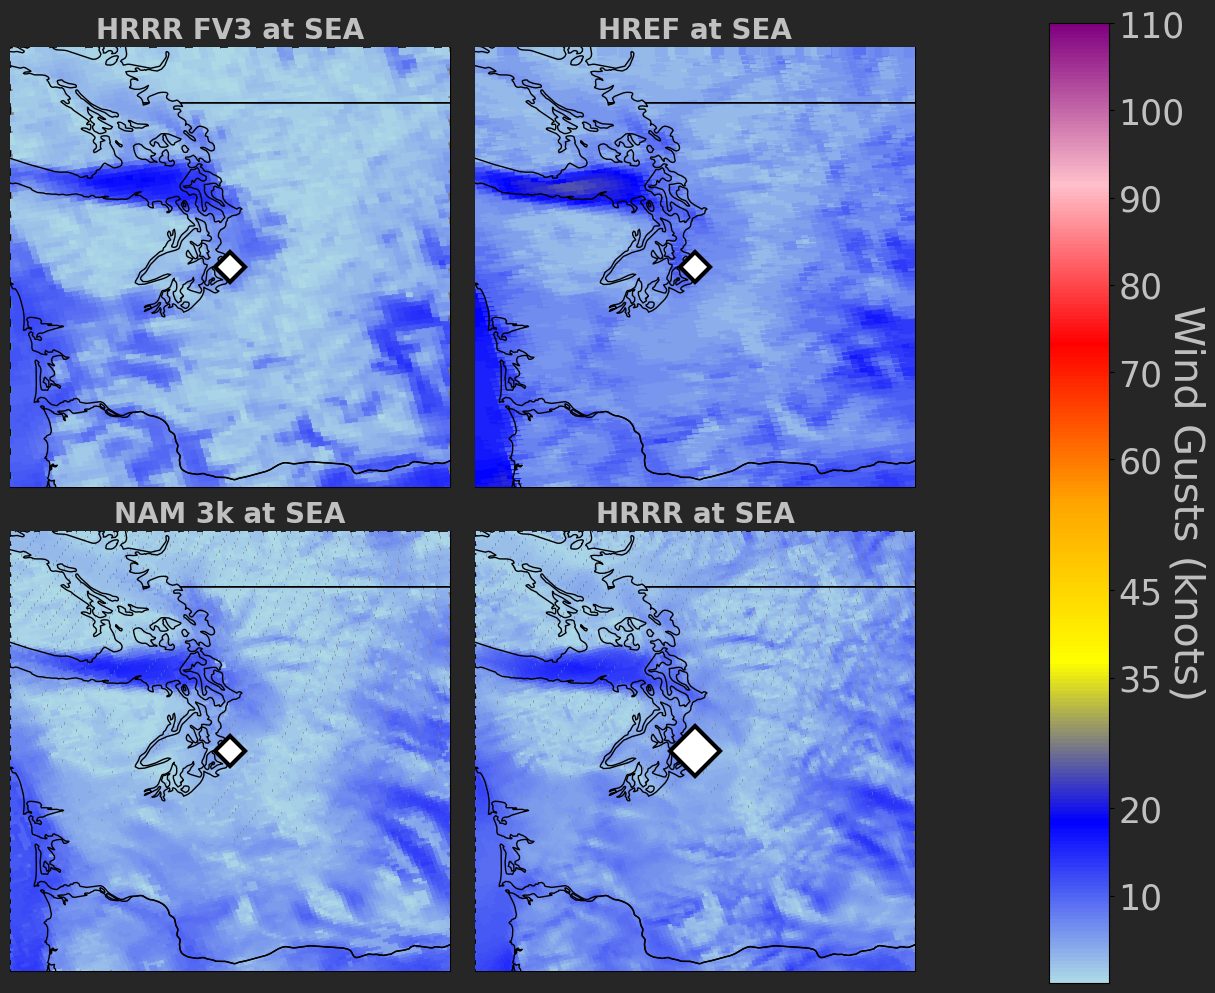 HRRR FV3 at SEA
HREF at SEA
NAM 3k at SEA
HRRR at SEA
110
100
90
80
70
60
45
35
20
10
Wind Gusts (knots)